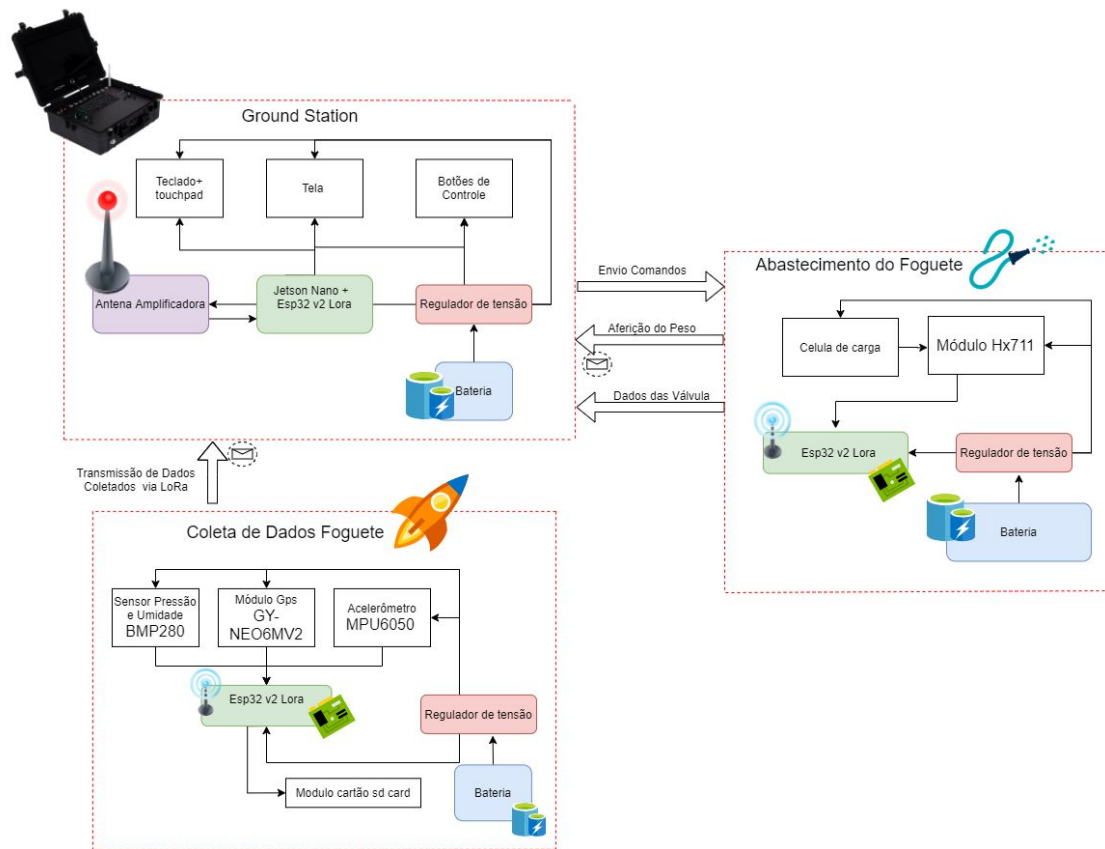 Ground Station
Teclado+
touchpad
Tela
Botões de
Controle
Antena Amplificadora
Jetson Nano +
Esp32 v2 Lora
Regulador de tensão
Bateria
Envio Comandos
Aferição do Peso
Dados das Válvula
Abastecimento do Foguete
Celula de carga
Módulo Hx711
Esp32 v2 Lora
Regulador de tensão
Bateria
Transmissão de Dados
Coletados via LoRa
Coleta de Dados Foguete
Sensor Pressão
e Umidade
BMP280
Módulo Gps
GY-
NEO6MV2
Acelerômetro
MPU6050
Esp32 v2 Lora
Regulador de tensão
Modulo cartão sd card
Bateria